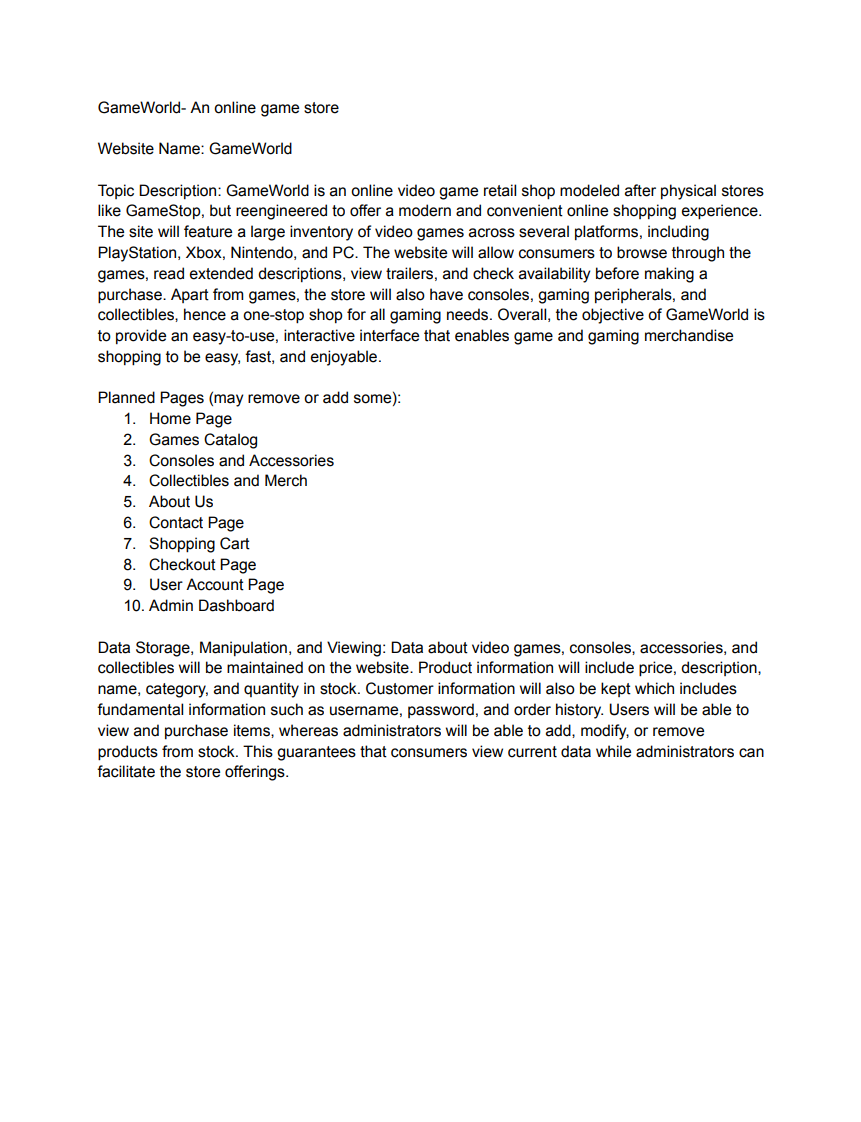 GameWorld- An online game store
Website Name: GameWorld
Topic Description: GameWorld is an online video game retail shop modeled after physical stores
like GameStop, but reengineered to offer a modern and convenient online shopping experience.
The site will feature a large inventory of video games across several platforms, including
PlayStation, Xbox, Nintendo, and PC. The website will allow consumers to browse through the
games, read extended descriptions, view trailers, and check availability before making a
purchase. Apart from games, the store will also have consoles, gaming peripherals, and
collectibles, hence a one-stop shop for all gaming needs. Overall, the objective of GameWorld is
to provide an easy-to-use, interactive interface that enables game and gaming merchandise
shopping to be easy, fast, and enjoyable.
Planned Pages (may remove or add some):
1. Home Page
2. Games Catalog
3. Consoles and Accessories
4. Collectibles and Merch
5. About Us
6. Contact Page
7. Shopping Cart
8. Checkout Page
9. User Account Page
10. Admin Dashboard
Data Storage, Manipulation, and Viewing: Data about video games, consoles, accessories, and
collectibles will be maintained on the website. Product information will include price, description,
name, category, and quantity in stock. Customer information will also be kept which includes
fundamental information such as username, password, and order history. Users will be able to
view and purchase items, whereas administrators will be able to add, modify, or remove
products from stock. This guarantees that consumers view current data while administrators can
facilitate the store offerings.